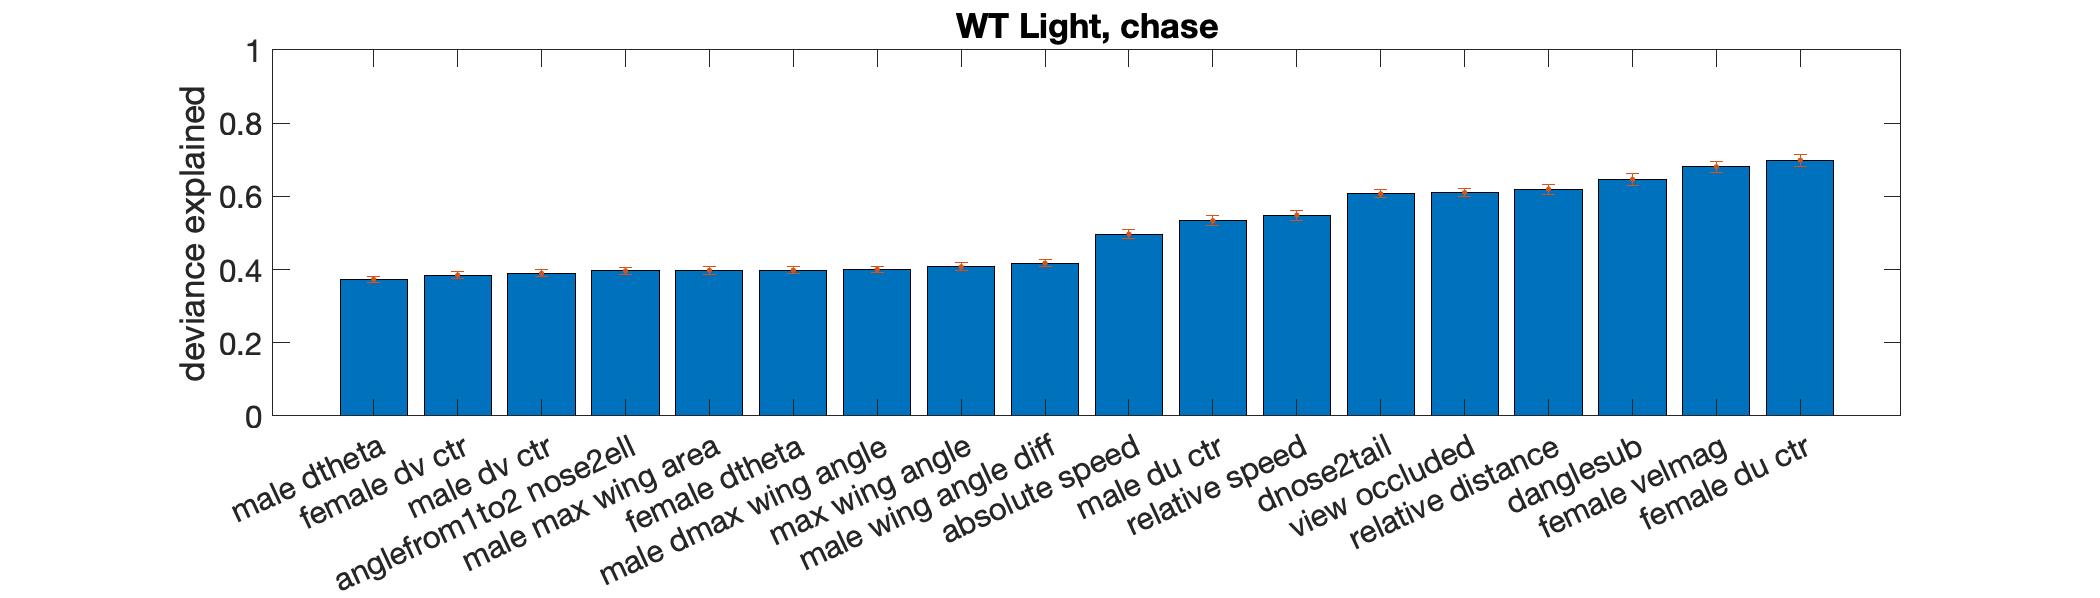 WT Light, chase
deviance explained
1
0.8
0.6
0.4
0.2
0
male dtheta
female dv ctr
male dv ctr
anglefrom1to2 nose2ell
male max wing area
female dtheta
male dmax wing angle
max wing angle
male wing angle diff
absolute speed
male du ctr
relative speed
dnose2tail
view occluded
relative distance
danglesub
female velmag
female du ctr